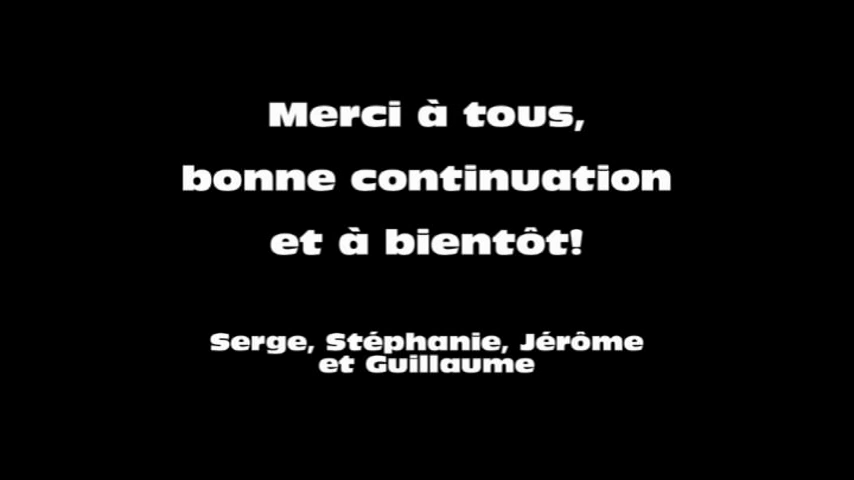 Merci à tous,
bonne continuation
et à bientôt!
Serge, Stéphanie, Jérôme
et Guillaume